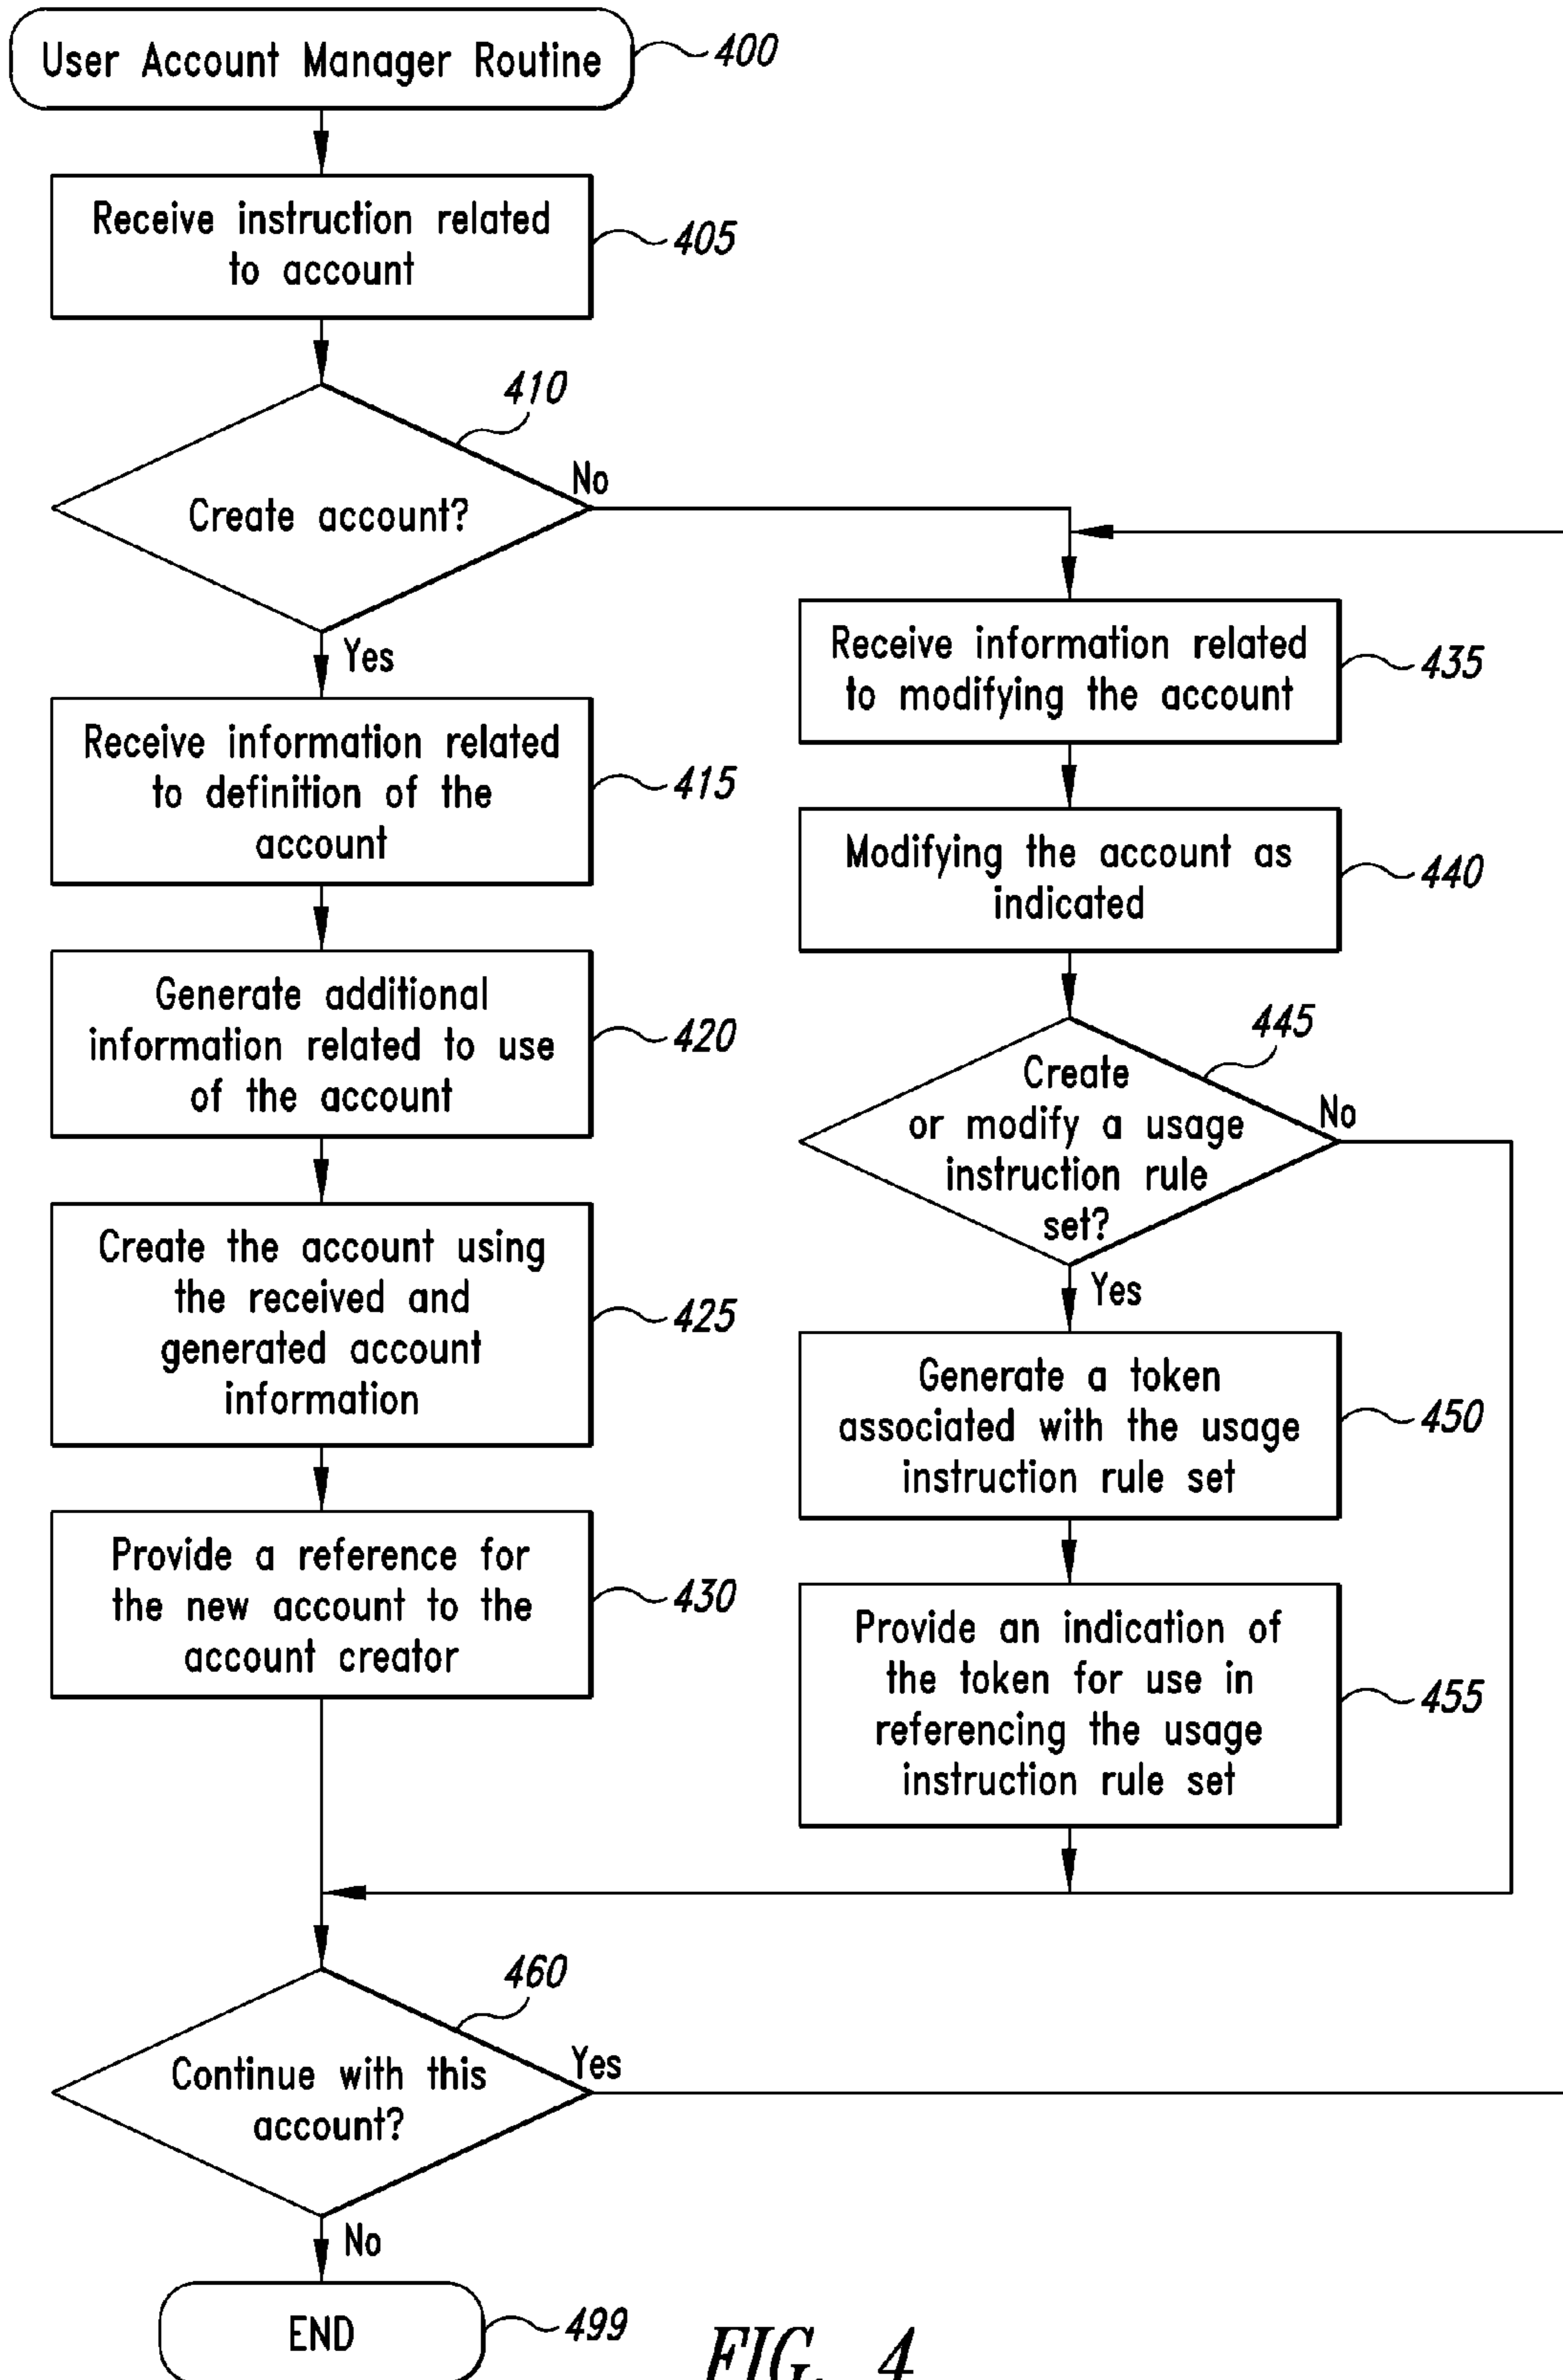 User Account Manager Routine
400
Receive instruction related
to account
405
410
Create account?
No
Yes
Receive information related
to definition of the
account
415
Generate additional
information related to use
of the account
420
Create the account using
the received and
generated account
information
425
Provide a reference for
the new account to the
account creator
430
Receive information related
to modifying the account
435
Modifying the account as
indicated
440
445
Create
or modify a usage
instruction rule
set?
No
Yes
Generate a token
associated with the usage
instruction rule set
450
Provide an indication of
the token for use in
referencing the usage
instruction rule set
455
460
Continue with this
account?
Yes
No
END
499
FIG. 4